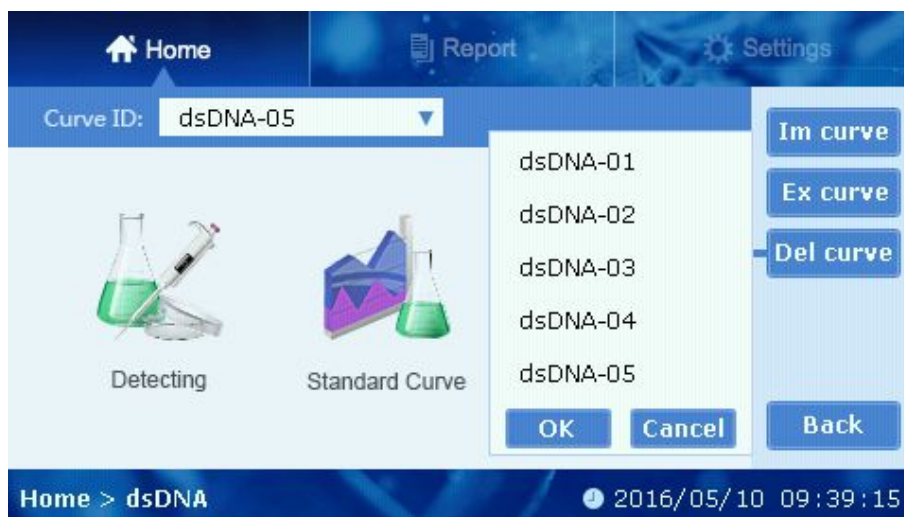 Home
Report
Settings
Curve ID: dsDNA-05
Im curve
Ex curve
Del curve
dsDNA-01
dsDNA-02
dsDNA-03
dsDNA-04
dsDNA-05
Detecting
Standard Curve
OK
Cancel
Back
Home > dsDNA
2016/05/10 09:39:15